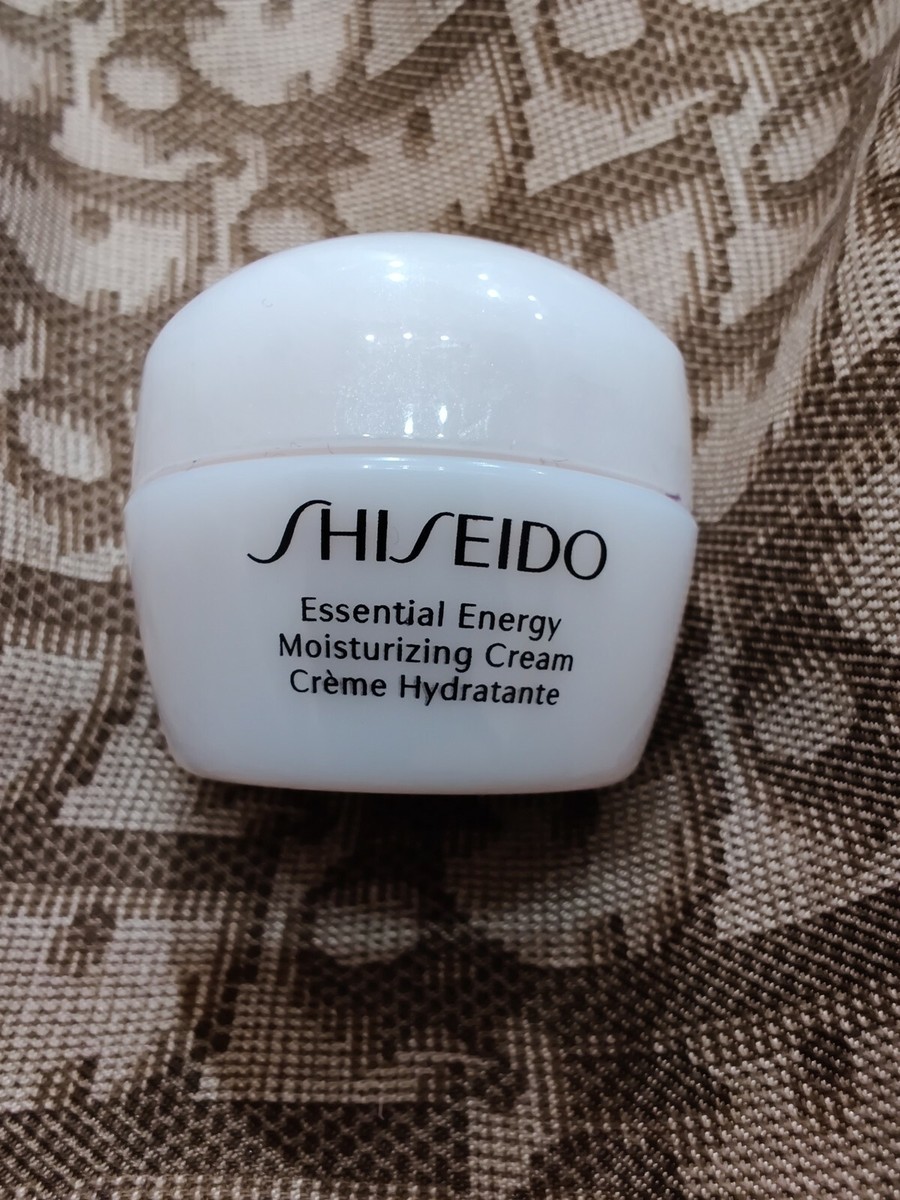 SHISEIDO
Essential Energy
Moisturizing Cream
Crème Hydratante